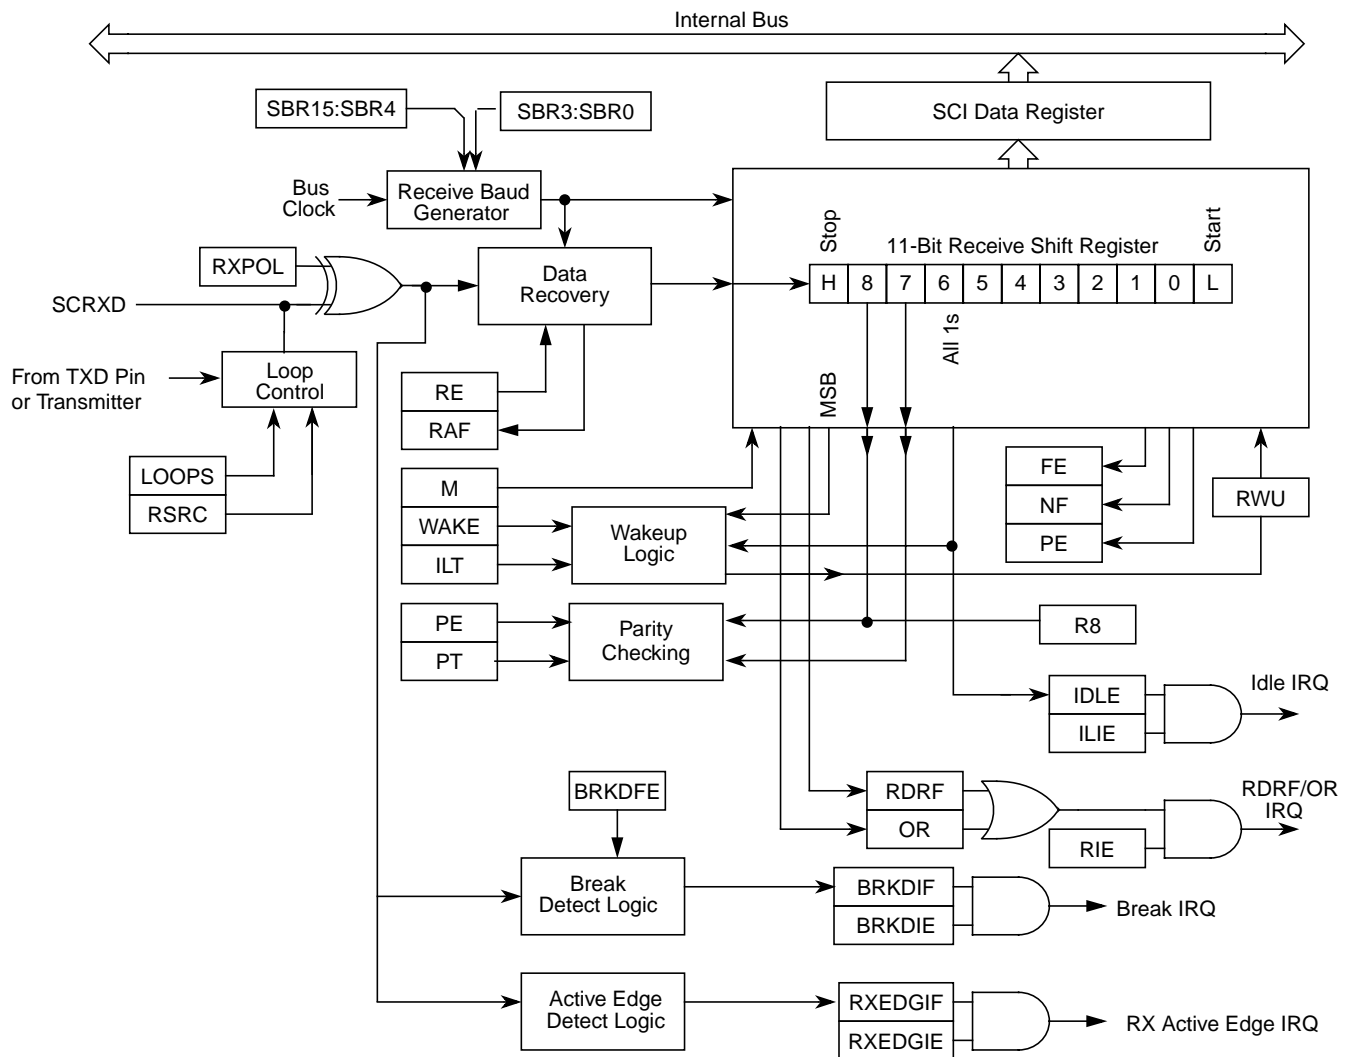 Internal Bus
SBR15:SBR4
SBR3:SBR0
SCI Data Register
Bus
Clock
Receive Baud
Generator
Stop
11-Bit Receive Shift Register
Start
RXPOL
Data
Recovery
H 8 7 6 5 4 3 2 1 0 L
SCRXD
All 1s
From TXD Pin
or Transmitter
Loop
Control
MSB
RE
RAF
LOOPS
RSRC
M
WAKE
ILT
Wakeup
Logic
FE
NF
PE
RWU
PE
PT
Parity
Checking
R8
IDLE
ILIE
Idle IRQ
BRKDFE
RDRF
OR
RIE
RDRF/OR
IRQ
Break
Detect Logic
BRKDIF
BRKDIE
Break IRQ
Active Edge
Detect Logic
RXEDGIF
RXEDGIE
RX Active Edge IRQ